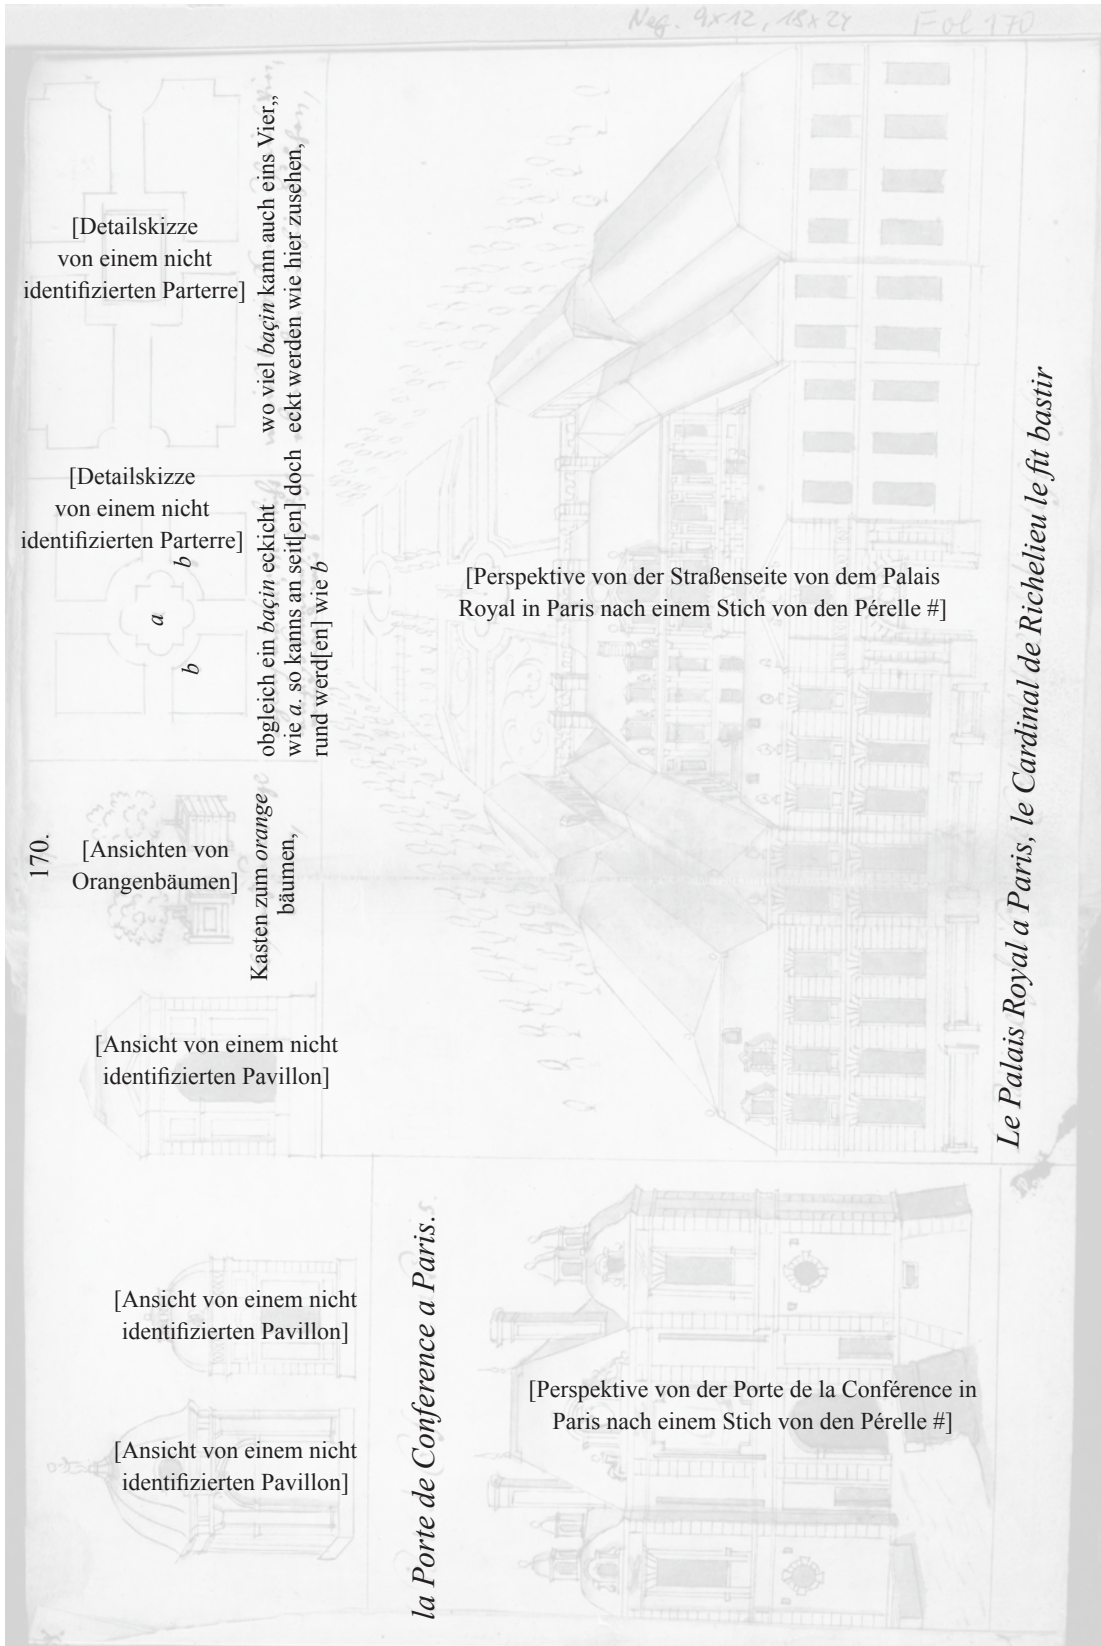 Neg. 9x12, 18x24 Fol 170
170.
[Detailskizze
von einem nicht
identifizierten Parterre]
wo viel baçin kann auch eins Vier,,
eckt werden wie hier zusehen,
[Detailskizze
von einem nicht
identifizierten Parterre]
a
b
b
obgleich ein baçin eckicht
wie a. so kanns an seit[en] doch
rund werd[en] wie b
[Ansichten von
Orangenbäumen]
Kasten zum orange
bäumen,
[Ansicht von einem nicht
identifizierten Pavillon]
[Ansicht von einem nicht
identifizierten Pavillon]
[Ansicht von einem nicht
identifizierten Pavillon]
[Perspektive von der Straßenseite von dem Palais
Royal in Paris nach einem Stich von den Pérelle #]
Le Palais Royal a Paris, le Cardinal de Richelieu le fit bastir
la Porte de Conference a Paris.
[Perspektive von der Porte de la Conférence in
Paris nach einem Stich von den Pérelle #]